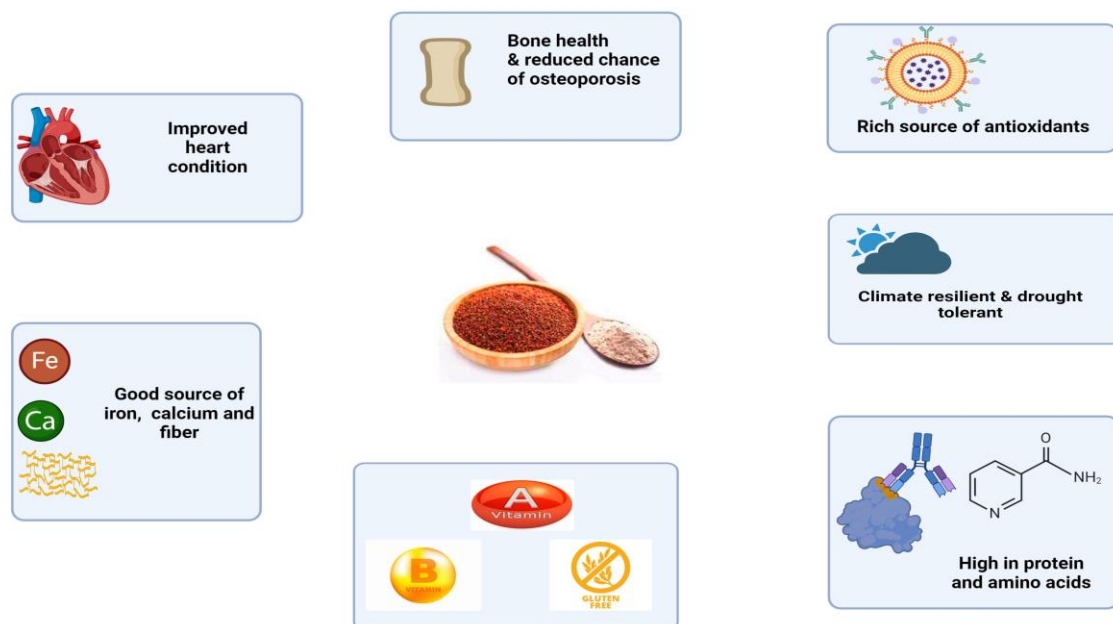 Bone health
& reduced chance
of osteoporosis
Rich source of antioxidants
Improved
heart
condition
Climate resilient & drought
tolerant
Fe
Ca
Good source of
iron, calcium and
fiber
A
Vitamin
B
VITAMIN
GLUTEN
FREE
O
NH₂
N
High in protein
and amino acids